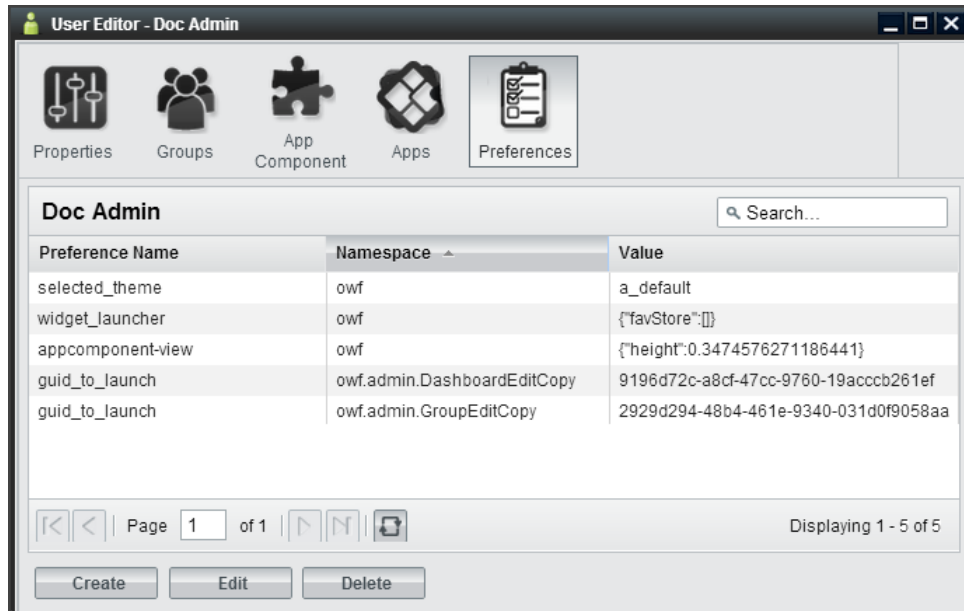 User Editor - Doc Admin
Properties
Groups
App
Component
Apps
Preferences
Doc Admin
Search...
Preference Name Namespace Value
selected_theme owf a_default
widget_launcher owf {"favStore":[]}
appcomponent-view owf {"height":0.3474576271186441}
guid_to_launch owf.admin.DashboardEditCopy 9196d72c-a8cf-47cc-9760-19acccb261ef
guid_to_launch owf.admin.GroupEditCopy 2929d294-48b4-461e-9340-031d0f9058aa
Page 1 of 1 Displaying 1 - 5 of 5
Create Edit Delete